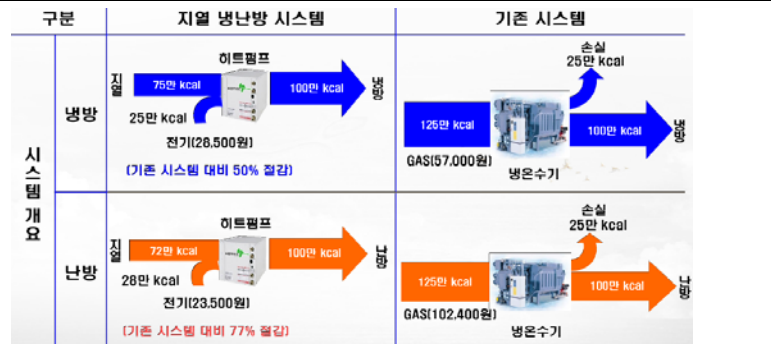 구분
지열 냉난방 시스템
기존 시스템
시스템 개요
냉방
히트펌프
지열
75만 kcal
100만 kcal
냉방
25만 kcal
전기(28,500원)
(기존 시스템 대비 50% 절감)
손실
25만 kcal
125만 kcal
100만 kcal
냉방
GAS(57,000원)
냉온수기
난방
히트펌프
지열
72만 kcal
100만 kcal
난방
28만 kcal
전기(23,500원)
(기존 시스템 대비 77% 절감)
손실
25만 kcal
125만 kcal
100만 kcal
난방
GAS(102,400원)
냉온수기